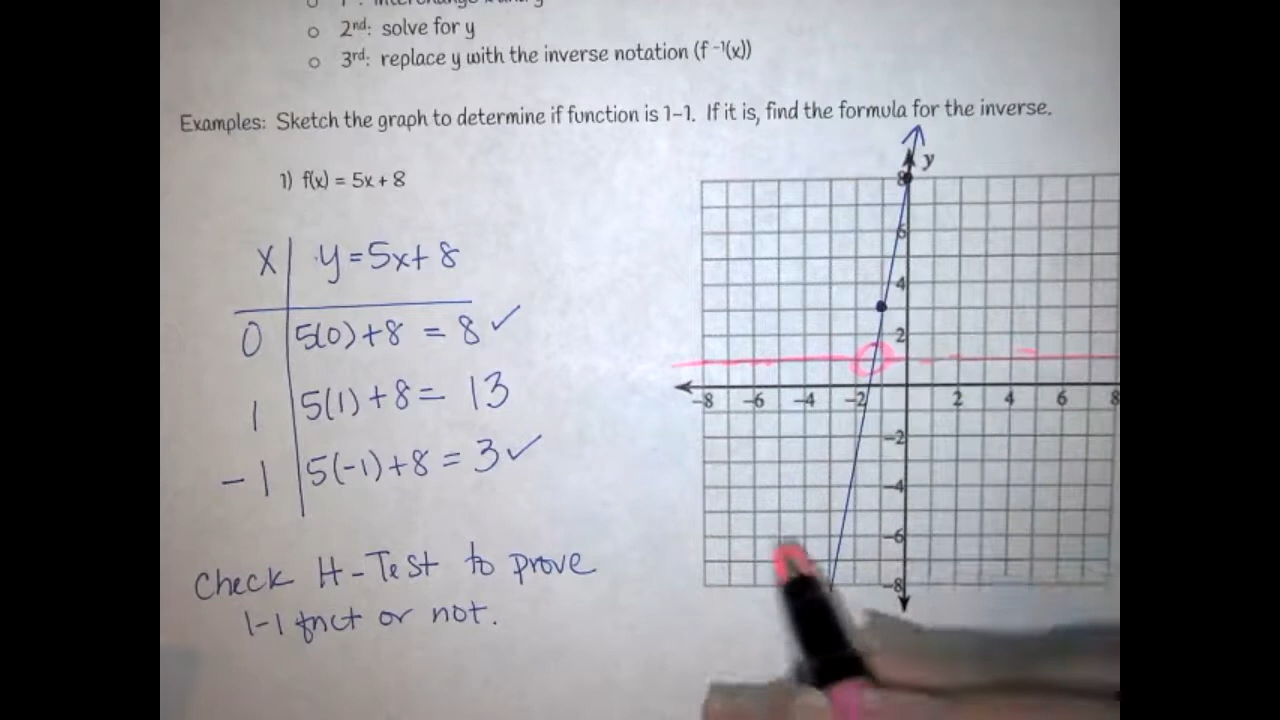 o 2nd: solve for y
o 3rd: replace y with the inverse notation (f ⁻¹(x))
Examples: Sketch the graph to determine if function is 1-1. If it is, find the formula for the inverse.
1) f(x) = 5x + 8
x y = 5x + 8
0 5(0) + 8 = 8 ✓
1 5(1) + 8 = 13
-1 5(-1) + 8 = 3 ✓
Check H-Test to prove
1-1 fnct or not.
y
8
6
4
2
-8 -6 -4 -2 2 4 6 8
-2
-4
-6
-8